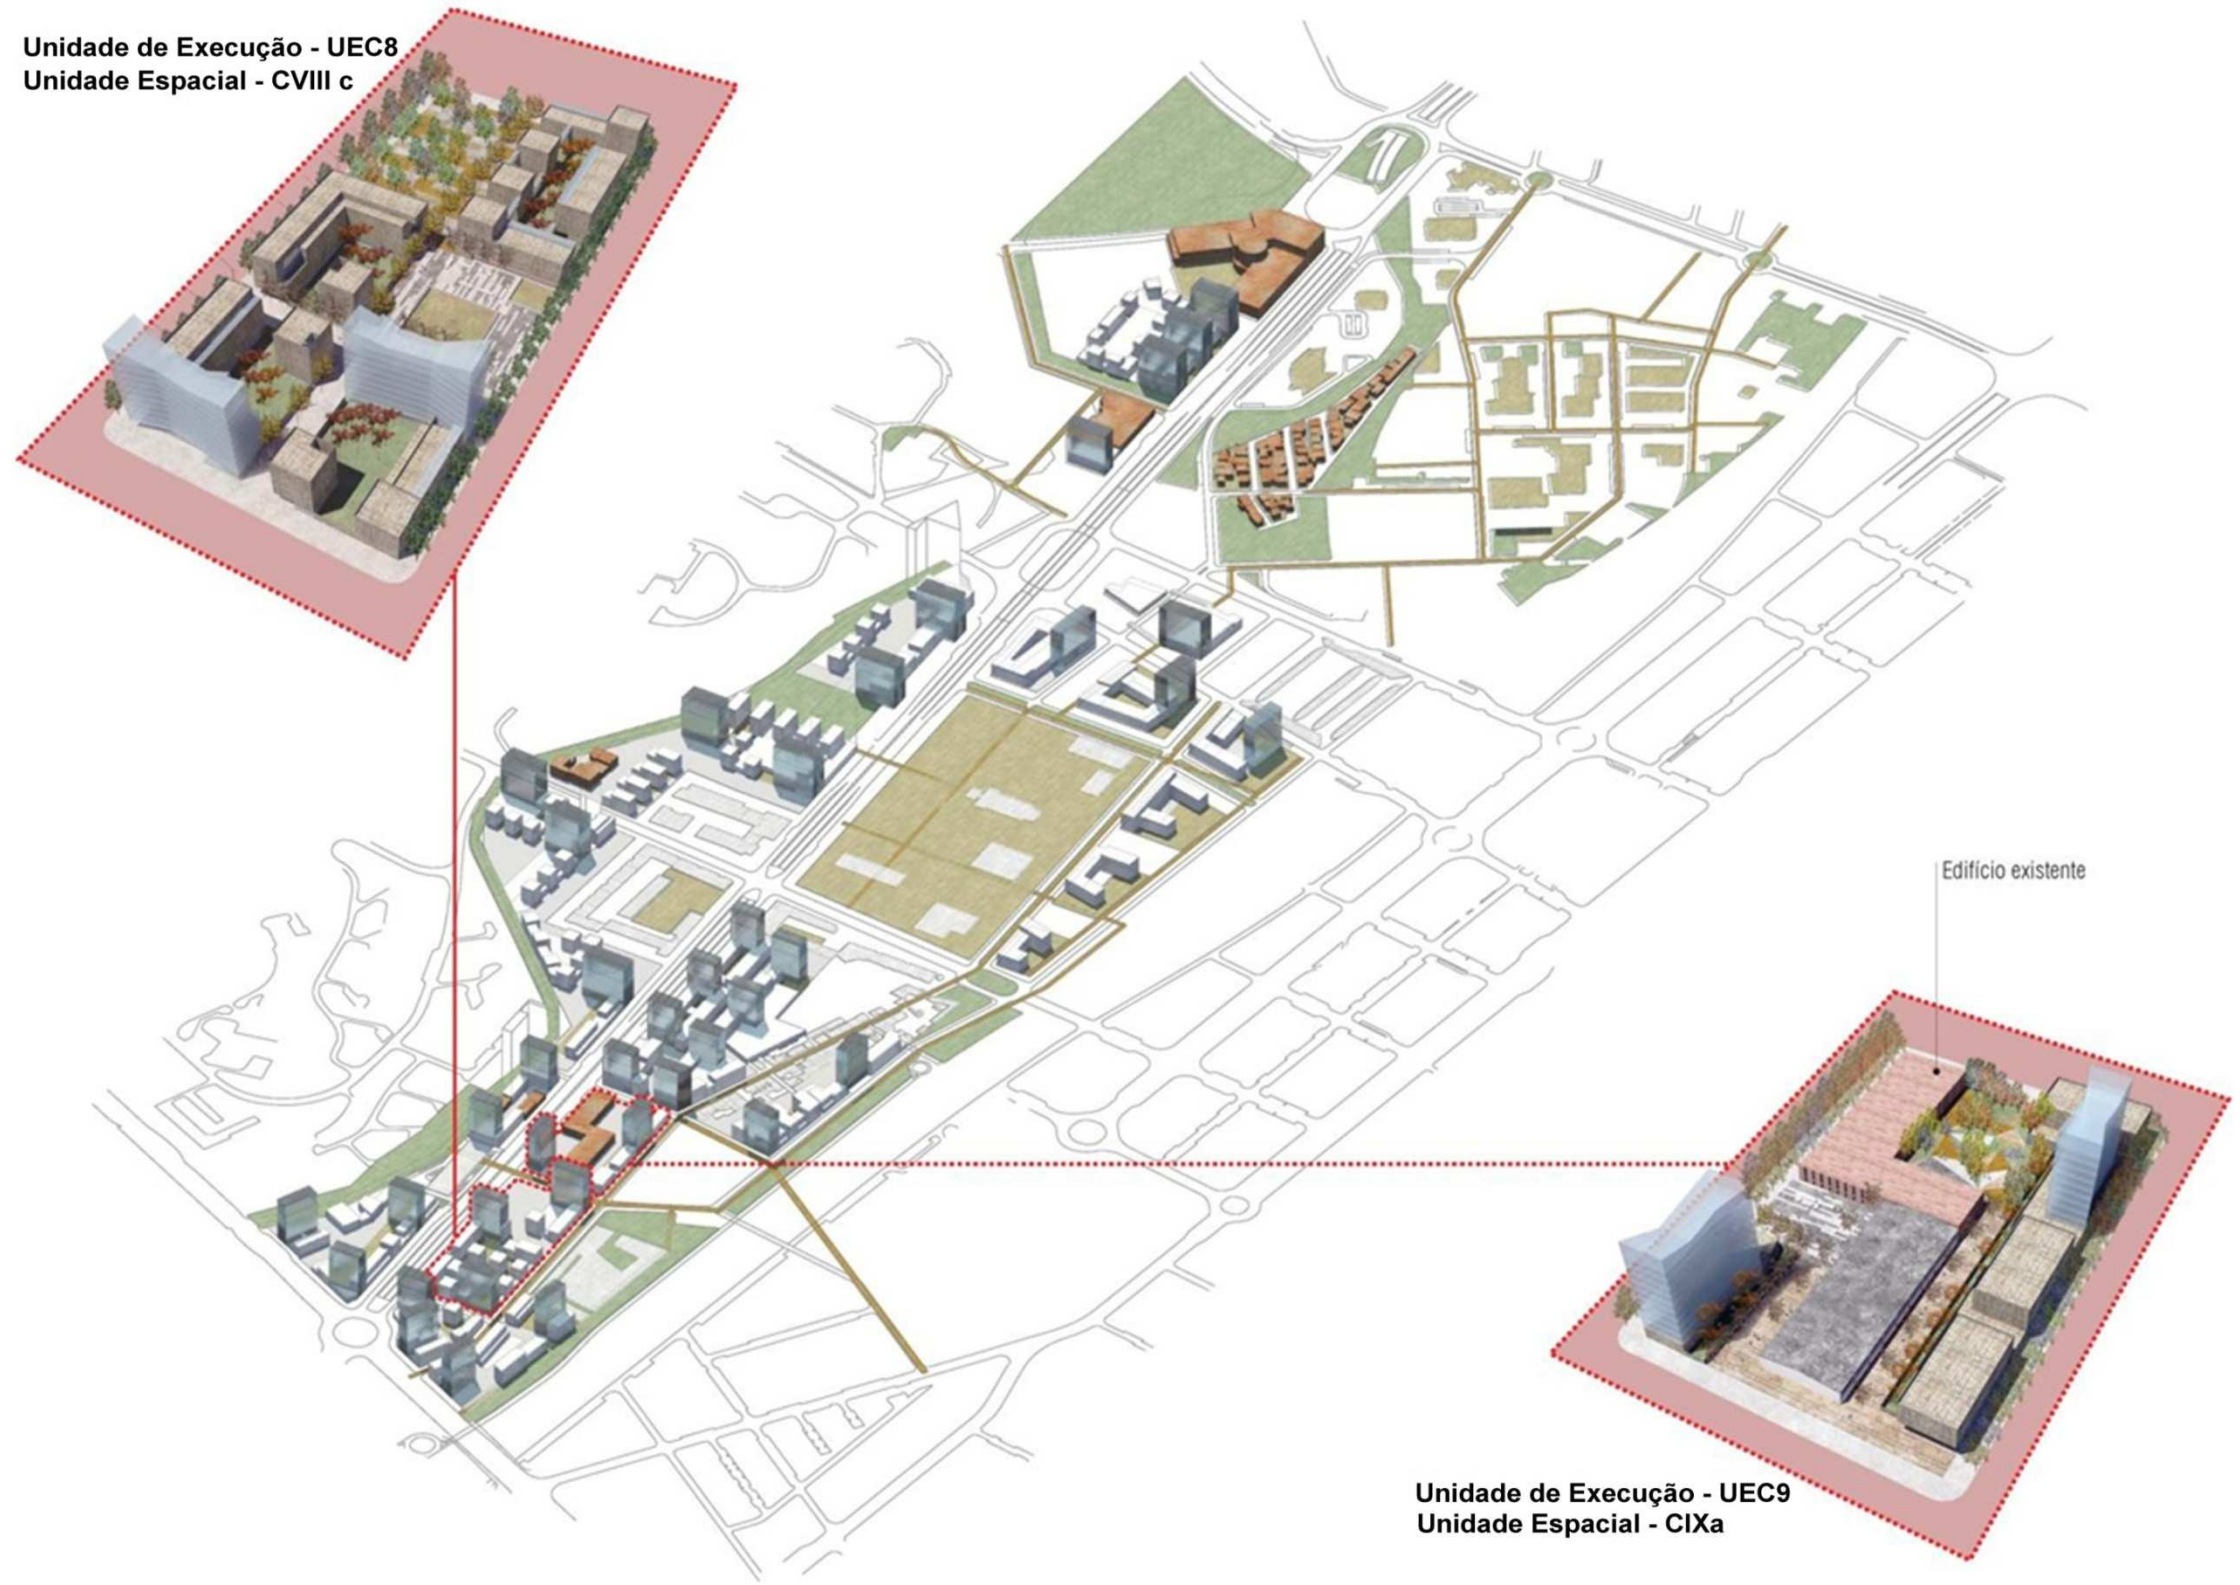 Unidade de Execução - UEC8
Unidade Espacial - CVIII c
Edifício existente
Unidade de Execução - UEC9
Unidade Espacial - CIXa